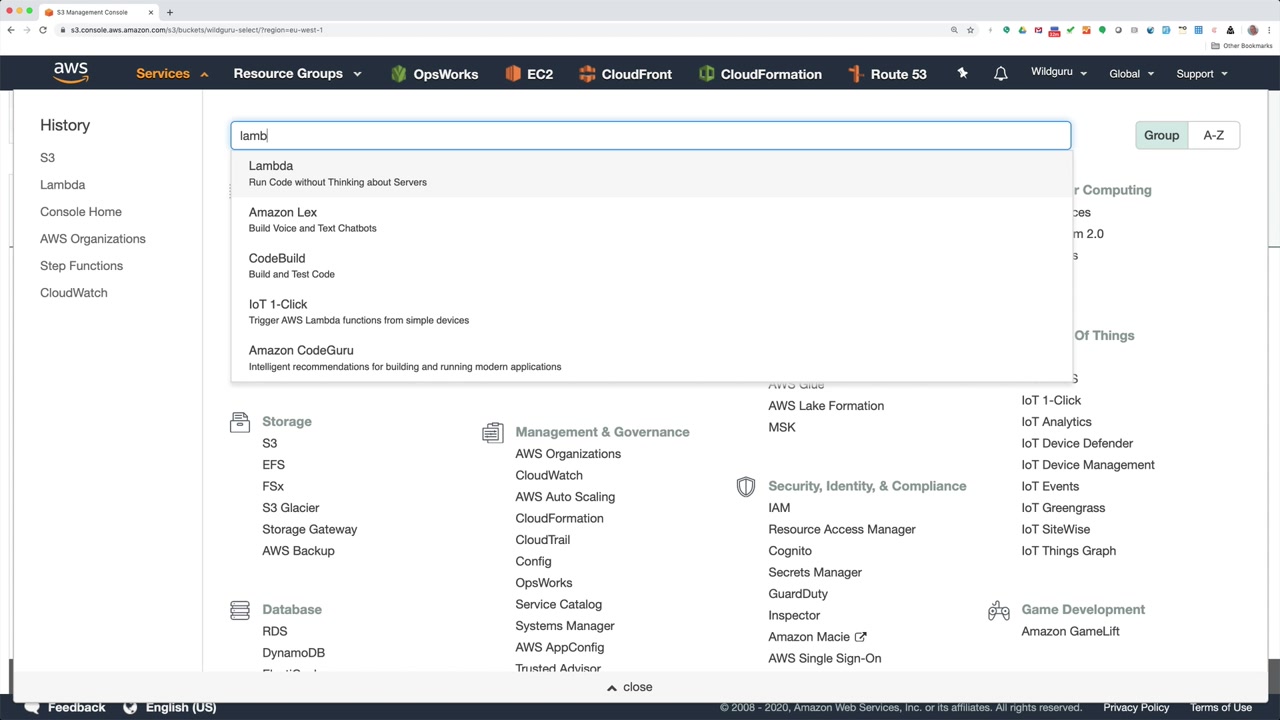 S3 Management Console
s3.console.aws.amazon.com/s3/buckets/wildguru-select/?region=eu-west-1
Other Bookmarks
aws
Services
Resource Groups
OpsWorks
EC2
CloudFront
CloudFormation
Route 53
Wildguru
Global
Support
History
S3
Lambda
Console Home
AWS Organizations
Step Functions
CloudWatch
lamb
Group
A-Z
Lambda
Run Code without Thinking about Servers
Amazon Lex
Build Voice and Text Chatbots
CodeBuild
Build and Test Code
IoT 1-Click
Trigger AWS Lambda functions from simple devices
Amazon CodeGuru
Intelligent recommendations for building and running modern applications
Storage
S3
EFS
FSx
S3 Glacier
Storage Gateway
AWS Backup
Database
RDS
DynamoDB
Management & Governance
AWS Organizations
CloudWatch
AWS Auto Scaling
CloudFormation
CloudTrail
Config
OpsWorks
Service Catalog
Systems Manager
AWS AppConfig
Trusted Advisor
AWS Glue
AWS Lake Formation
MSK
Security, Identity, & Compliance
IAM
Resource Access Manager
Cognito
Secrets Manager
GuardDuty
Inspector
Amazon Macie
AWS Single Sign-On
r Computing
ces
m 2.0
s
Of Things
S
IoT 1-Click
IoT Analytics
IoT Device Defender
IoT Device Management
IoT Events
IoT Greengrass
IoT SiteWise
IoT Things Graph
Game Development
Amazon GameLift
close
Feedback
English (US)
© 2008 - 2020, Amazon Web Services, Inc. or its affiliates. All rights reserved.
Privacy Policy
Terms of Use